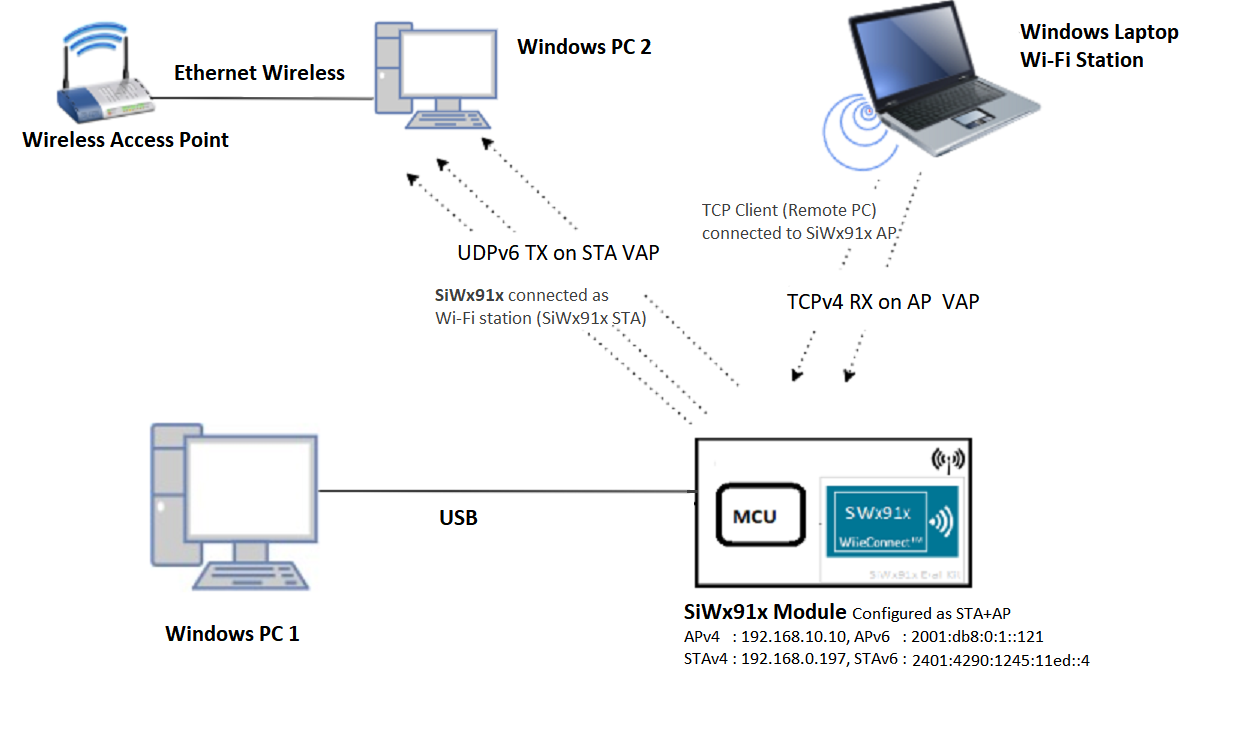 Windows PC 2
Windows Laptop
Wi-Fi Station
Ethernet Wireless
Wireless Access Point
TCP Client (Remote PC)
connected to SiWx91x AP
UDPv6 TX on STA VAP
SiWx91x connected as
Wi-Fi station (SiWx91x STA)
TCPv4 RX on AP VAP
USB
MCU
SWx91x
WiieConnect™
SiWx91x Eval Kit
Windows PC 1
SiWx91x Module Configured as STA+AP
APv4 : 192.168.10.10, APv6 : 2001:db8:0:1::121
STAv4 : 192.168.0.197, STAv6 : 2401:4290:1245:11ed::4